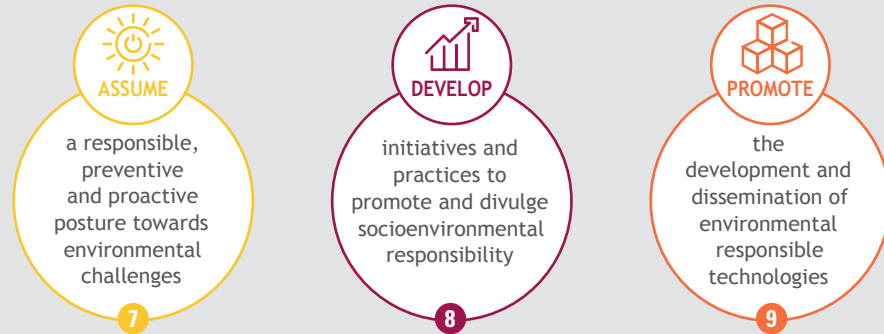 ASSUME
a responsible,
preventive
and proactive
posture towards
environmental
challenges
7
DEVELOP
initiatives and
practices to
promote and divulge
socioenvironmental
responsibility
8
PROMOTE
the
development and
dissemination of
environmental
responsible
technologies
9